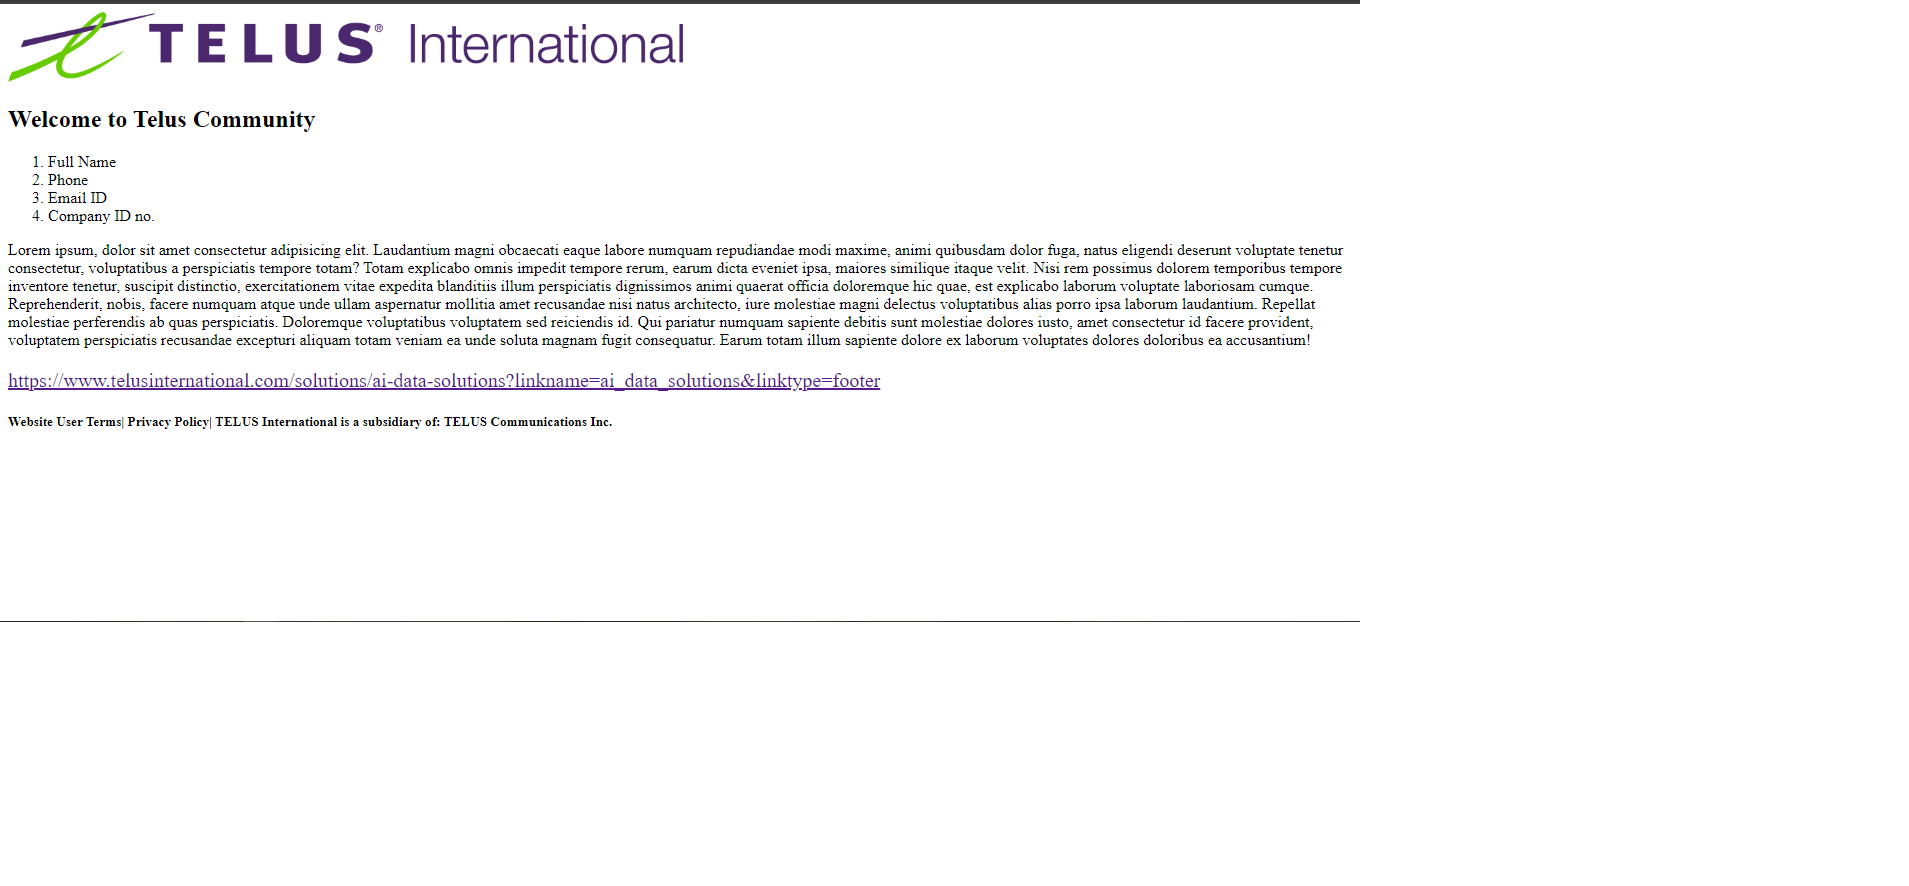 TELUS® International
Welcome to Telus Community
1. Full Name
2. Phone
3. Email ID
4. Company ID no.
Lorem ipsum, dolor sit amet consectetur adipisicing elit. Laudantium magni obcaecati eaque labore numquam repudiandae modi maxime, animi quibusdam dolor fuga, natus eligendi deserunt voluptate tenetur
consectetur, voluptatibus a perspiciatis tempore totam? Totam explicabo omnis impedit tempore rerum, earum dicta eveniet ipsa, maiores similique itaque velit. Nisi rem possimus dolorem temporibus tempore
inventore tenetur, suscipit distinctio, exercitationem vitae expedita blanditiis illum perspiciatis dignissimos animi quaerat officia doloremque hic quae, est explicabo laborum voluptate laboriosam cumque.
Reprehenderit, nobis, facere numquam atque unde ullam aspernatur mollitia amet recusandae nisi natus architecto, iure molestiae magni delectus voluptatibus alias porro ipsa laborum laudantium. Repellat
molestiae perferendis ab quas perspiciatis. Doloremque voluptatibus voluptatem sed reiciendis id. Qui pariatur numquam sapiente debitis sunt molestiae dolores iusto, amet consectetur id facere provident,
voluptatem perspiciatis recusandae excepturi aliquam totam veniam ea unde soluta magnam fugit consequatur. Earum totam illum sapiente dolore ex laborum voluptates dolores doloribus ea accusantium!
https://www.telusinternational.com/solutions/ai-data-solutions?linkname=ai_data_solutions&linktype=footer
Website User Terms| Privacy Policy| TELUS International is a subsidiary of: TELUS Communications Inc.